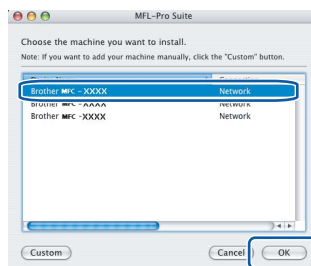 MFL-Pro Suite
Choose the machine you want to install.
Note: If you want to add your machine manually, click the "Custom" button.
Brother MFC -XXXX Network
Brother MFC -XXXX Network
Brother MFC -XXXX Network
Custom Cancel OK